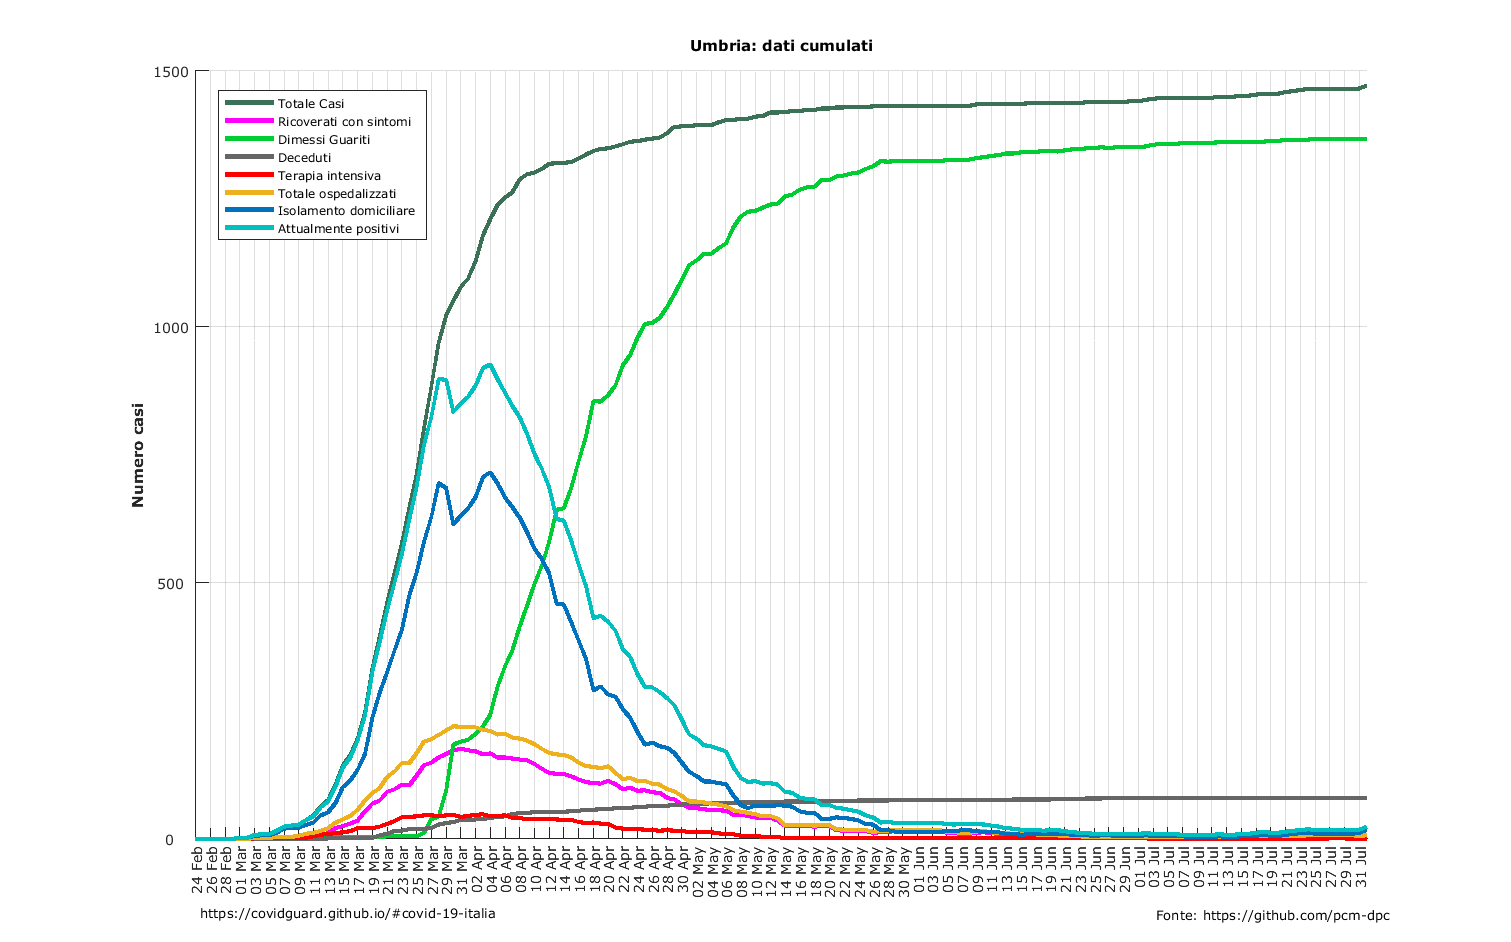 Umbria: dati cumulati
1500
1000
500
0
Numero casi
Totale Casi
Ricoverati con sintomi
Dimessi Guariti
Deceduti
Terapia intensiva
Totale ospedalizzati
Isolamento domiciliare
Attualmente positivi
24 Feb
26 Feb
28 Feb
01 Mar
03 Mar
05 Mar
07 Mar
09 Mar
11 Mar
13 Mar
15 Mar
17 Mar
19 Mar
21 Mar
23 Mar
25 Mar
27 Mar
29 Mar
31 Mar
02 Apr
04 Apr
06 Apr
08 Apr
10 Apr
12 Apr
14 Apr
16 Apr
18 Apr
20 Apr
22 Apr
24 Apr
26 Apr
28 Apr
30 Apr
02 May
04 May
06 May
08 May
10 May
12 May
14 May
16 May
18 May
20 May
22 May
24 May
26 May
28 May
30 May
01 Jun
03 Jun
05 Jun
07 Jun
09 Jun
11 Jun
13 Jun
15 Jun
17 Jun
19 Jun
21 Jun
23 Jun
25 Jun
27 Jun
29 Jun
01 Jul
03 Jul
05 Jul
07 Jul
09 Jul
11 Jul
13 Jul
15 Jul
17 Jul
19 Jul
21 Jul
23 Jul
25 Jul
27 Jul
29 Jul
31 Jul
https://covidguard.github.io/#covid-19-italia
Fonte: https://github.com/pcm-dpc